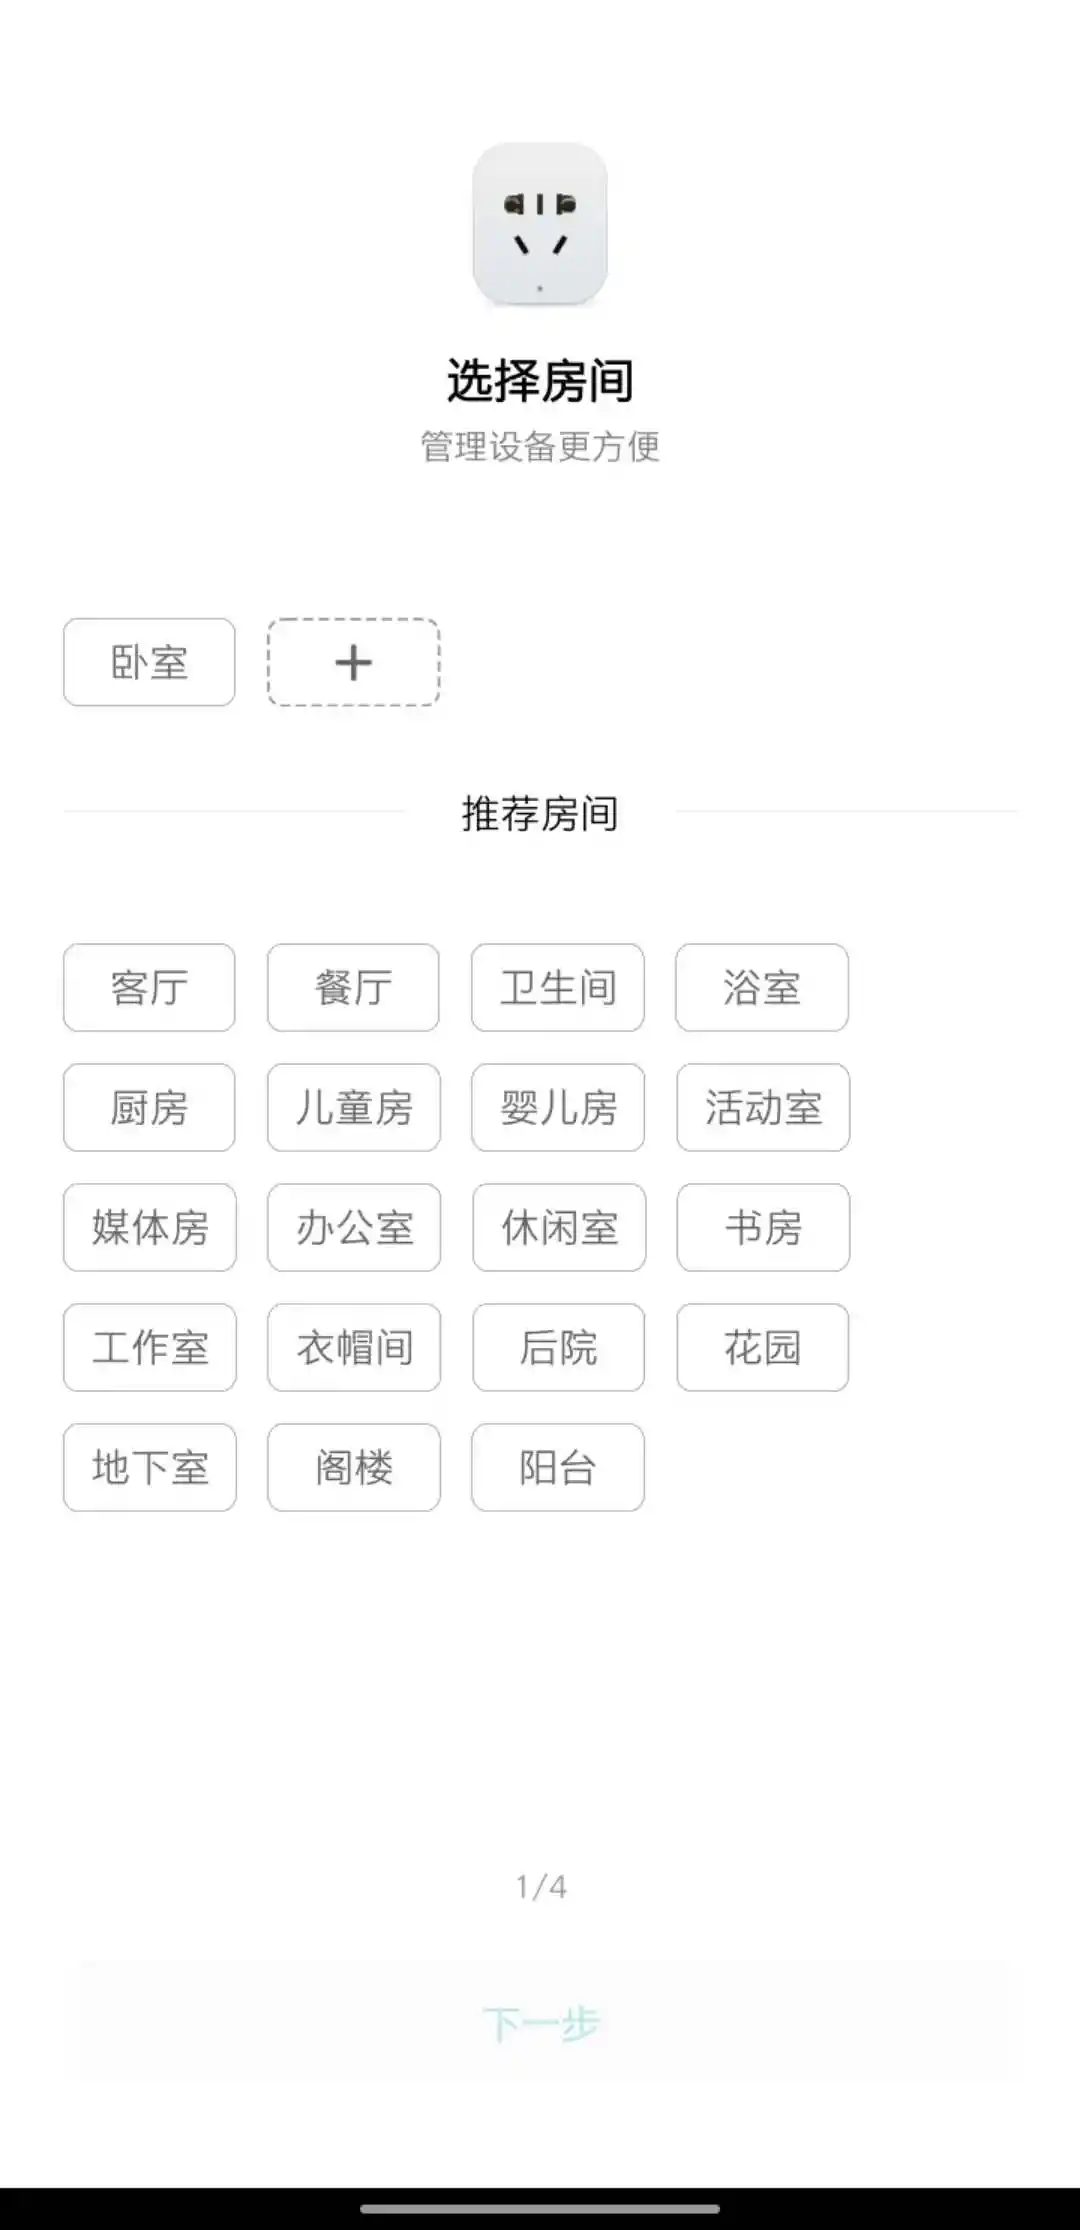 选择房间
管理设备更方便
卧室 +
推荐房间
客厅 餐厅 卫生间 浴室
厨房 儿童房 婴儿房 活动室
媒体房 办公室 休闲室 书房
工作室 衣帽间 后院 花园
地下室 阁楼 阳台
1/4
下一步